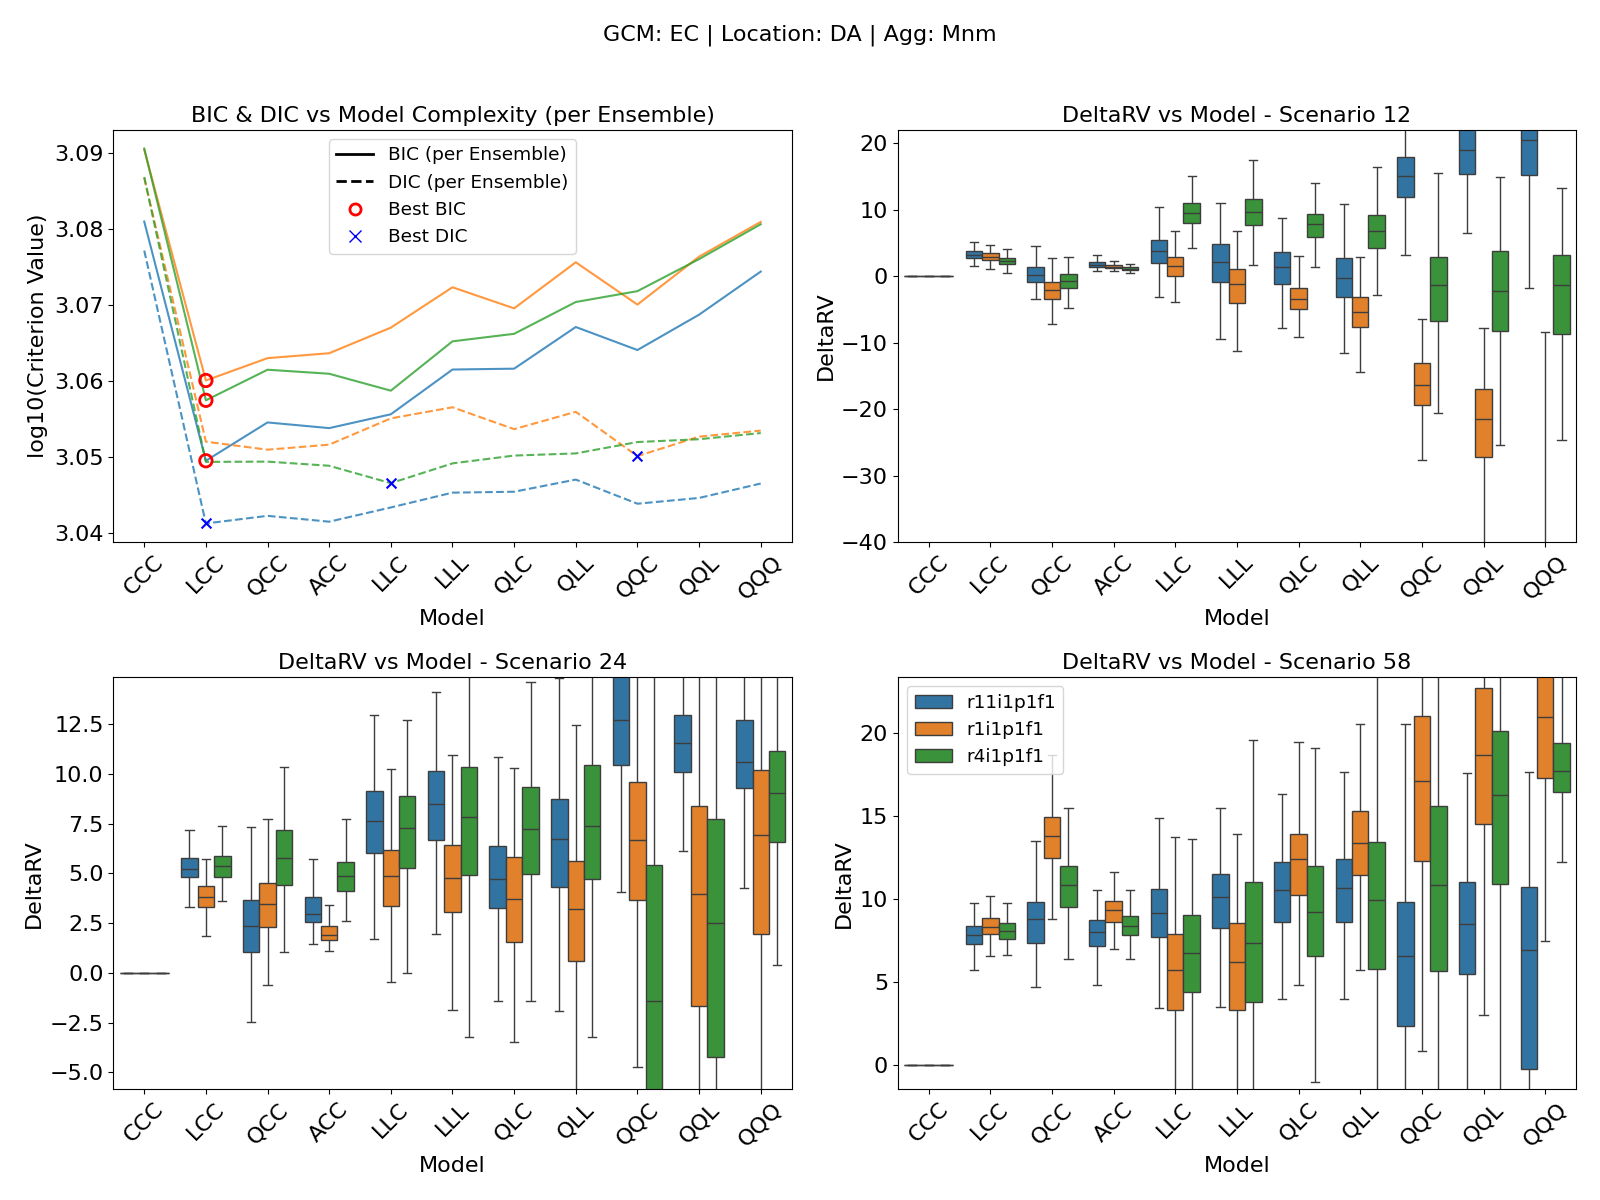 GCM: EC | Location: DA | Agg: Mnm
BIC & DIC vs Model Complexity (per Ensemble)
log10(Criterion Value)
3.09
3.08
3.07
3.06
3.05
3.04
BIC (per Ensemble)
DIC (per Ensemble)
Best BIC
Best DIC
CCC LCC QCC ACC LLC LLL QLC QLL QQC QQL QQQ
Model
DeltaRV vs Model - Scenario 12
DeltaRV
20
10
0
−10
−20
−30
−40
CCC LCC QCC ACC LLC LLL QLC QLL QQC QQL QQQ
Model
DeltaRV vs Model - Scenario 24
DeltaRV
12.5
10.0
7.5
5.0
2.5
0.0
−2.5
−5.0
CCC LCC QCC ACC LLC LLL QLC QLL QQC QQL QQQ
Model
DeltaRV vs Model - Scenario 58
DeltaRV
20
15
10
5
0
r11i1p1f1
r1i1p1f1
r4i1p1f1
CCC LCC QCC ACC LLC LLL QLC QLL QQC QQL QQQ
Model